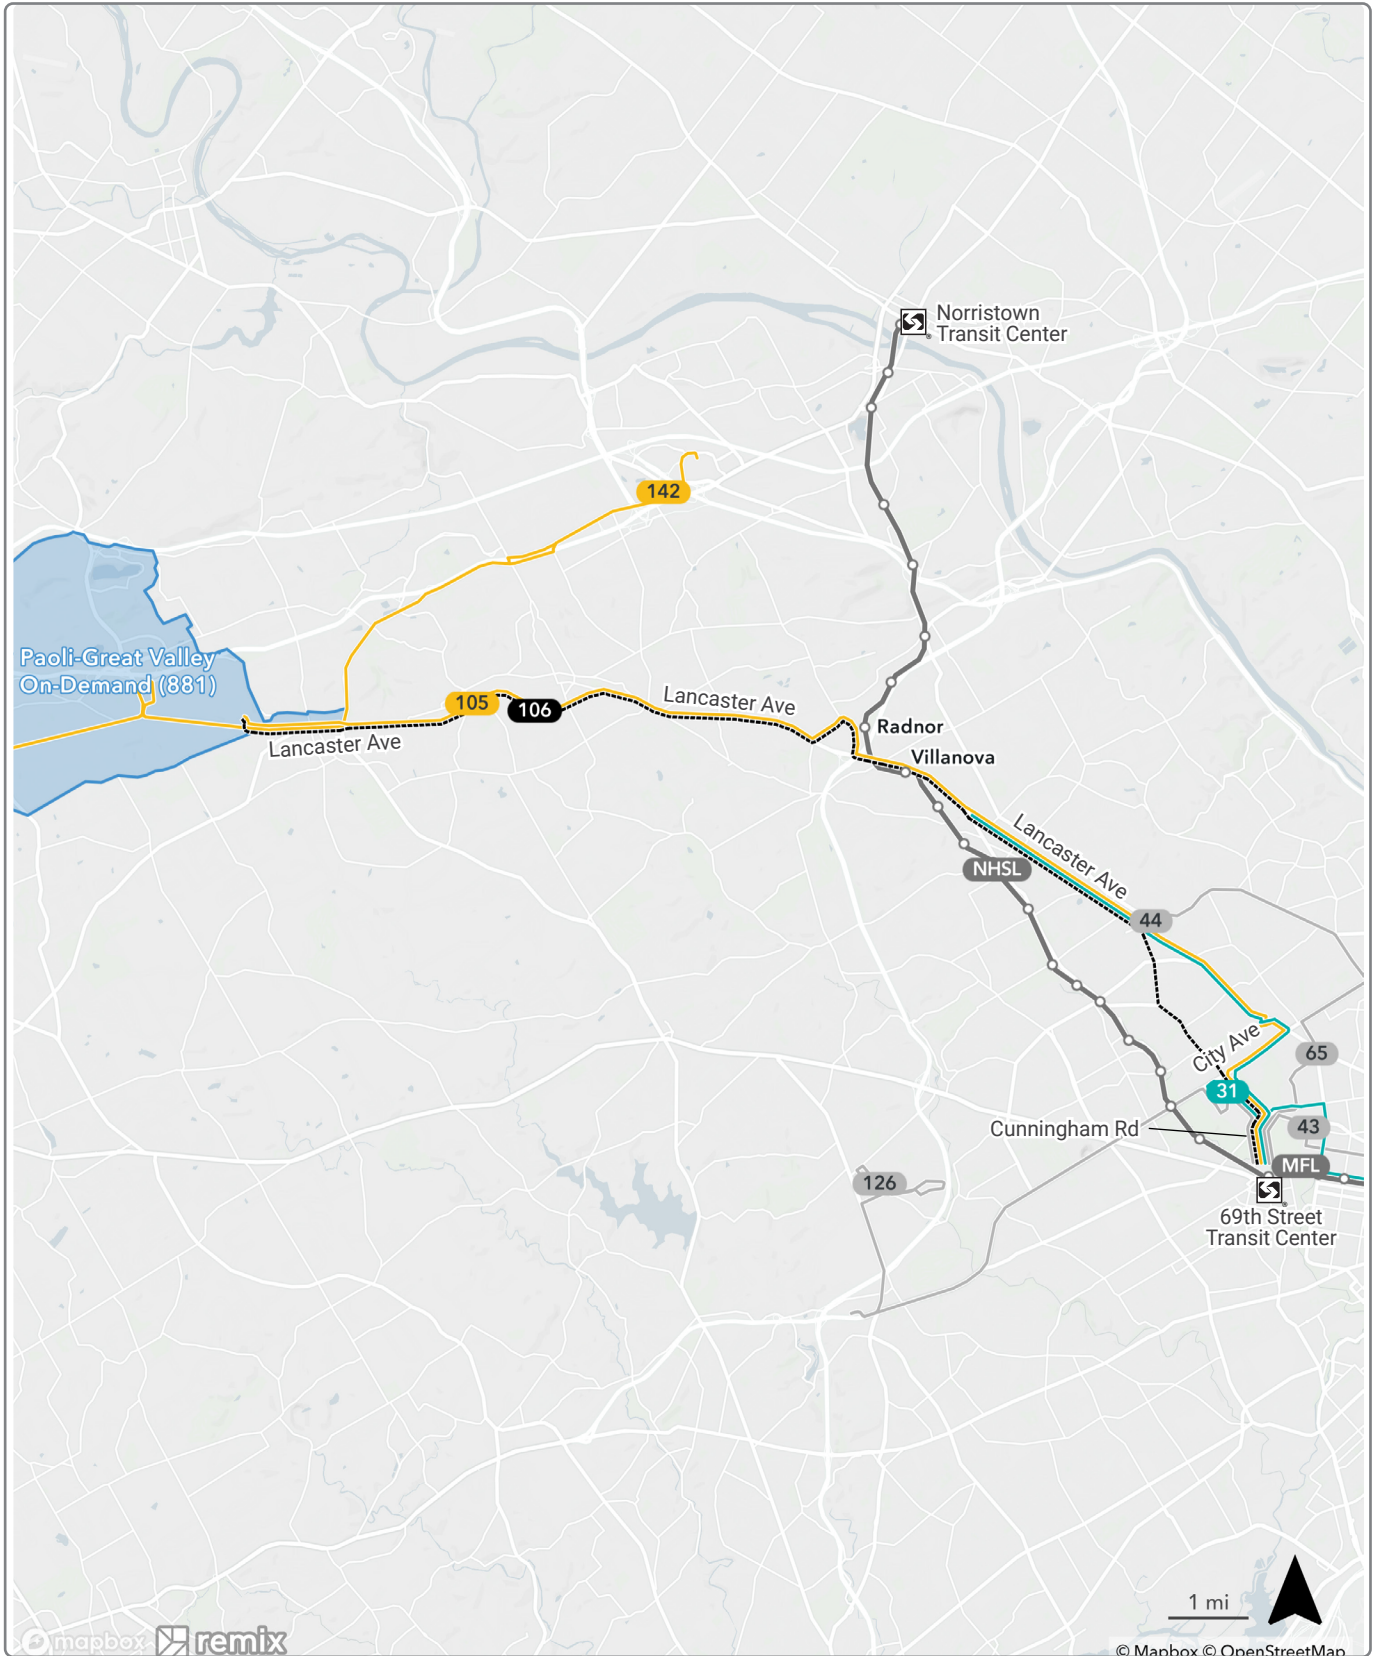 Norristown
Transit Center
142
Paoli-Great Valley
On-Demand (881)
105
106
Lancaster Ave
Lancaster Ave
Radnor
Villanova
Lancaster Ave
NHSL
44
City Ave
65
31
Cunningham Rd
43
MFL
126
69th Street
Transit Center
1 mi
mapbox remix
© Mapbox © OpenStreetMap